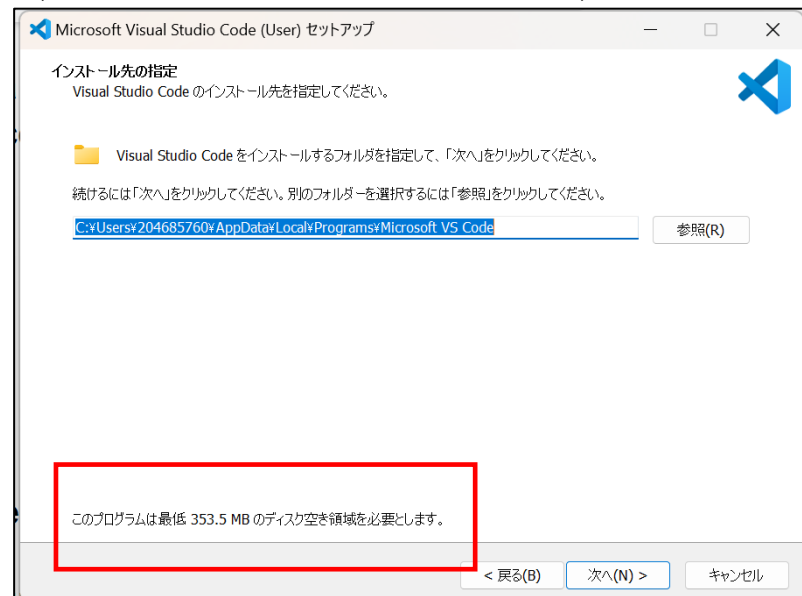 Microsoft Visual Studio Code (User) セットアップ
インストール先の指定
Visual Studio Code のインストール先を指定してください。
Visual Studio Code をインストールするフォルダを指定して、「次へ」をクリックしてください。
続けるには「次へ」をクリックしてください。別のフォルダーを選択するには「参照」をクリックしてください。
C:¥Users¥204685760¥AppData¥Local¥Programs¥Microsoft VS Code
参照(R)
このプログラムは最低 353.5 MB のディスク空き領域を必要とします。
< 戻る(B) 次へ(N) > キャンセル